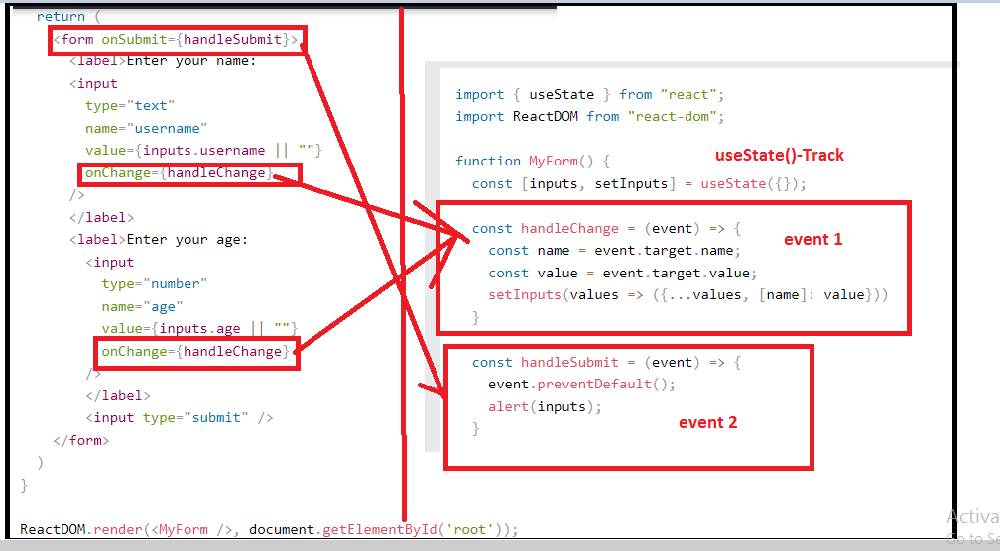 return (
<form onSubmit={handleSubmit}>
<label>Enter your name:
<input
type="text"
name="username"
value={inputs.username || ""}
onChange={handleChange}
/>
</label>
<label>Enter your age:
<input
type="number"
name="age"
value={inputs.age || ""}
onChange={handleChange}
/>
</label>
<input type="submit" />
</form>
)
}
ReactDOM.render(<MyForm />, document.getElementById('root'));
import { useState } from "react";
import ReactDOM from "react-dom";
useState()-Track
function MyForm() {
const [inputs, setInputs] = useState({});
const handleChange = (event) => {
event 1
const name = event.target.name;
const value = event.target.value;
setInputs(values => ({...values, [name]: value}))
}
const handleSubmit = (event) => {
event.preventDefault();
alert(inputs);
event 2
}
Activa
Go to Se